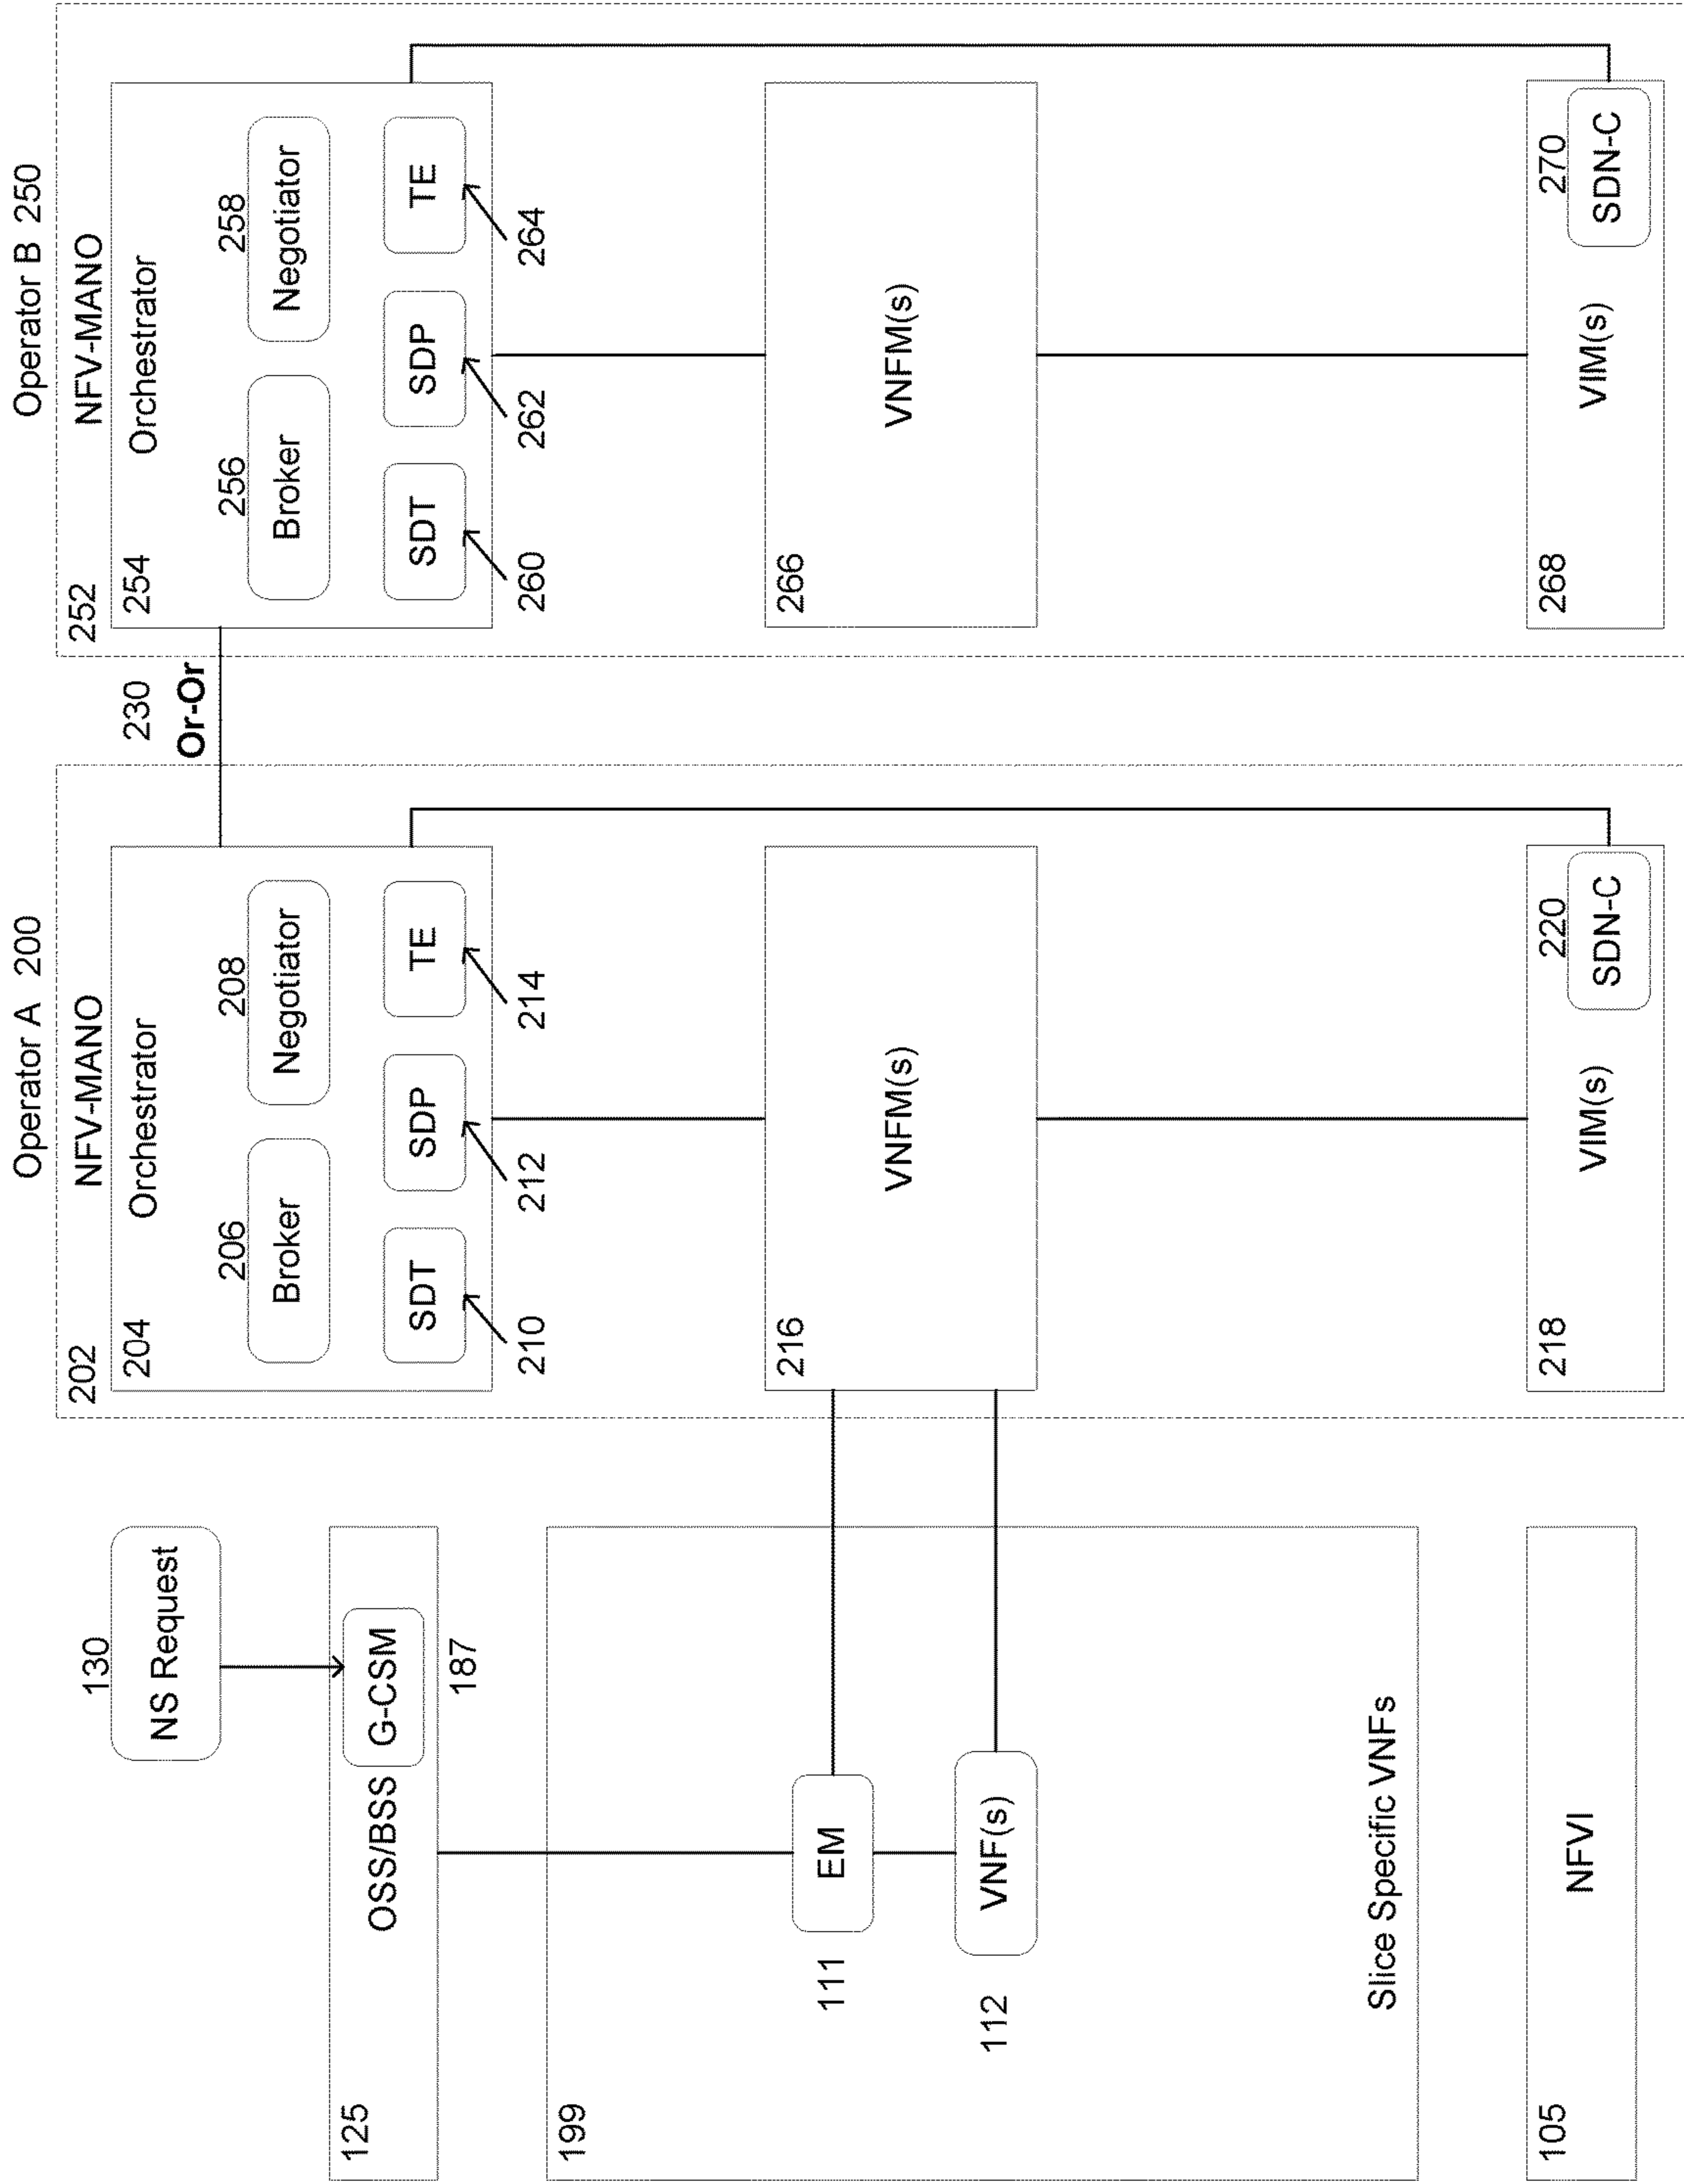 130
NS Request
125
OSS/BSS
G-CSM
187
199
111
EM
112
VNF(s)
Slice Specific VNFs
105
NFVI
Operator A 200
202
NFV-MANO
204
Orchestrator
206
Broker
208
Negotiator
SDT
SDP
TE
210
212
214
216
VNFM(s)
218
VIM(s)
220
SDN-C
230
Or-Or
Operator B 250
252
NFV-MANO
254
Orchestrator
256
Broker
258
Negotiator
SDT
SDP
TE
260
262
264
266
VNFM(s)
268
VIM(s)
270
SDN-C